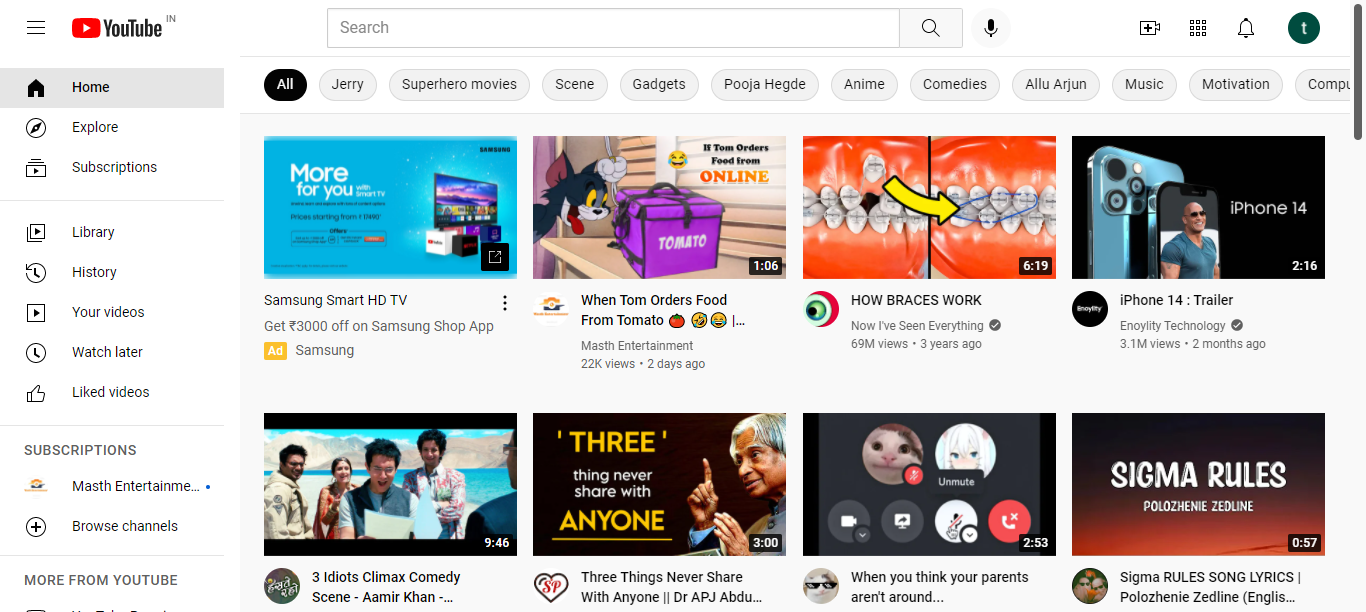 YouTube IN
Search
t
Home
Explore
Subscriptions
Library
History
Your videos
Watch later
Liked videos
SUBSCRIPTIONS
Masth Entertainme...
Browse channels
MORE FROM YOUTUBE
All
Jerry
Superhero movies
Scene
Gadgets
Pooja Hegde
Anime
Comedies
Allu Arjun
Music
Motivation
Compu
SAMSUNG
More
for you with
Smart TV
Prices starting from ₹17490*
Offers
Samsung Smart HD TV
Get ₹3000 off on Samsung Shop App
Ad Samsung
If Tom Orders
Food from
ONLINE
TOMATO
1:06
When Tom Orders Food
From Tomato 🍅 🤣😂 |...
Masth Entertainment
22K views • 2 days ago
6:19
HOW BRACES WORK
Now I've Seen Everything
69M views • 3 years ago
iPhone 14
2:16
Enoylity
iPhone 14 : Trailer
Enoylity Technology
3.1M views • 2 months ago
9:46
हंसते
रहो
3 Idiots Climax Comedy
Scene - Aamir Khan -...
' THREE '
thing never
share with
ANYONE
3:00
SP
Three Things Never Share
With Anyone || Dr APJ Abdu...
Unmute
2:53
When you think your parents
aren't around...
SIGMA RULES
POLOZHENIE ZEDLINE
0:57
Sigma RULES SONG LYRICS |
Polozhenie Zedline (Englis...